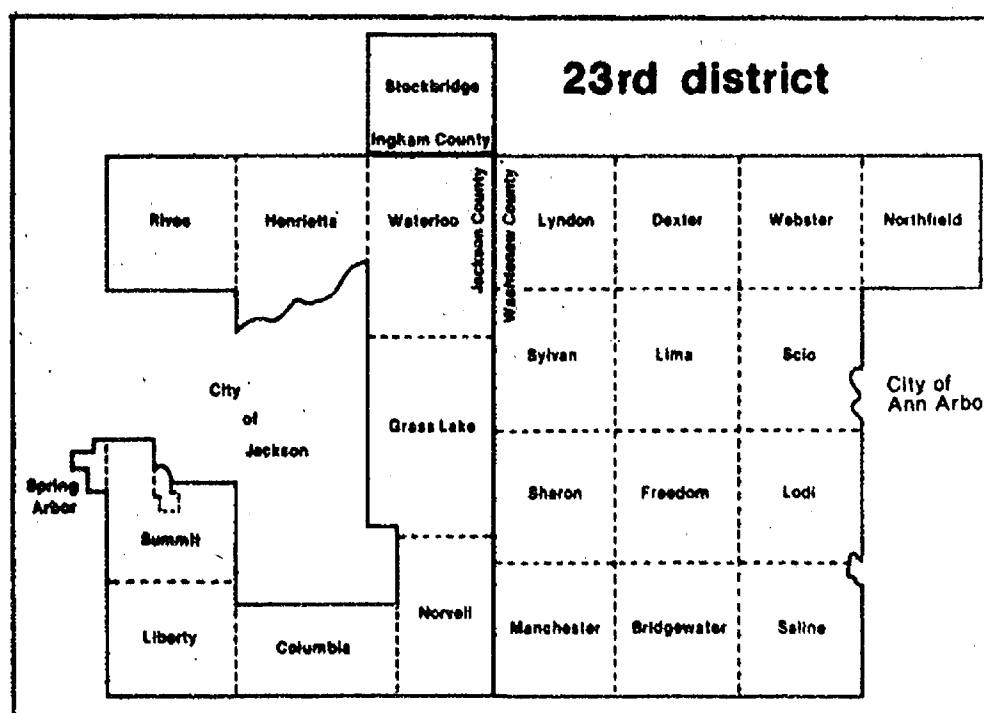 23rd district
Stockbridge
Ingham County
Jackson County
Washtenaw County
Rives
Henrietta
Waterloo
Lyndon
Dexter
Webster
Northfield
Sylvan
Lima
Scio
City of
Ann Arbo
City
of
Jackson
Grass Lake
Spring
Arbor
Summit
Sharon
Freedom
Lodi
Liberty
Columbia
Norvell
Manchester
Bridgewater
Saline